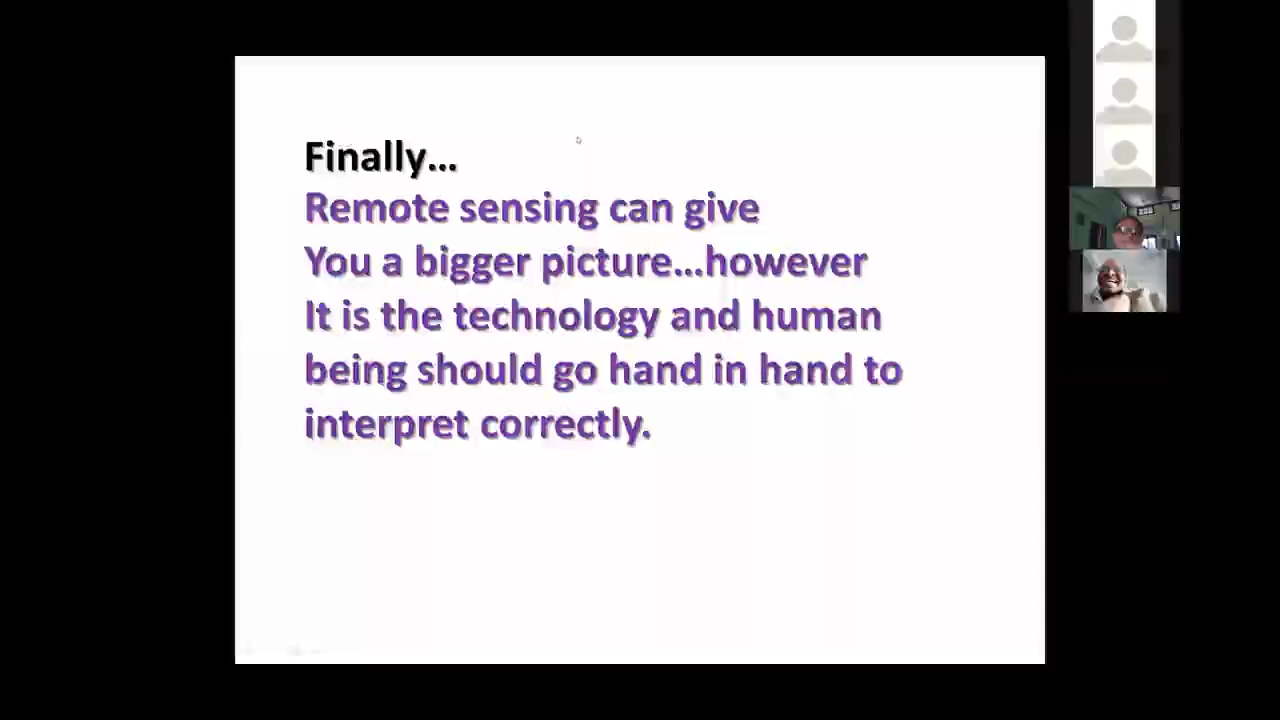 Finally...
Remote sensing can give
You a bigger picture...however
It is the technology and human
being should go hand in hand to
interpret correctly.